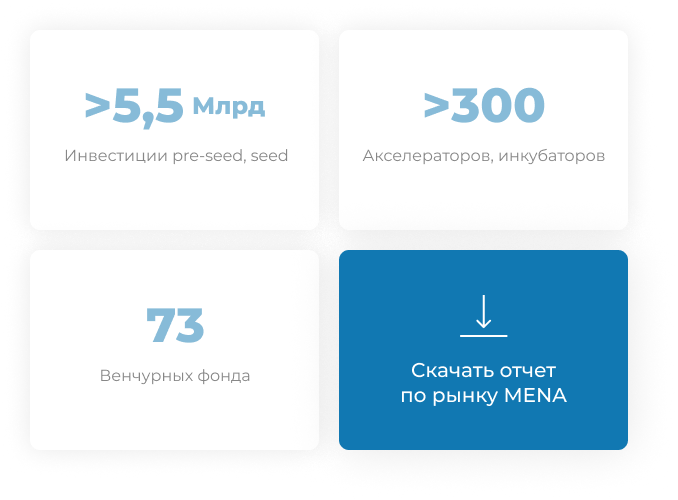 >5,5 Млрд
Инвестиции pre-seed, seed
>300
Акселераторов, инкубаторов
73
Венчурных фонда
Скачать отчет
по рынку MENA